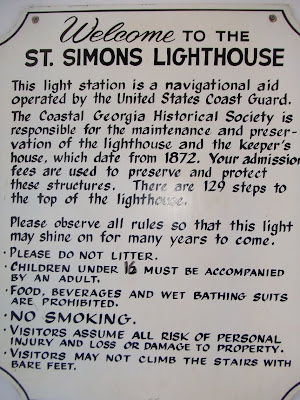 Welcome TO THE
ST. SIMONS LIGHTHOUSE
This light station is a navigational aid
operated by the United States Coast Guard.
The Coastal Georgia Historical Society is
responsible for the maintenance and preser-
vation of the lighthouse and the keeper's
house, which date from 1872. Your admission
fees are used to preserve and protect
these structures. There are 129 steps to
the top of the lighthouse.
Please observe all rules so that this light
may shine on for many years to come.
· PLEASE DO NOT LITTER.
· CHILDREN UNDER 16 MUST BE ACCOMPANIED
BY AN ADULT.
· FOOD, BEVERAGES AND WET BATHING SUITS
ARE PROHIBITED.
· NO SMOKING.
· VISITORS ASSUME ALL RISK OF PERSONAL
INJURY AND LOSS OR DAMAGE TO PROPERTY.
· VISITORS MAY NOT CLIMB THE STAIRS WITH
BARE FEET.